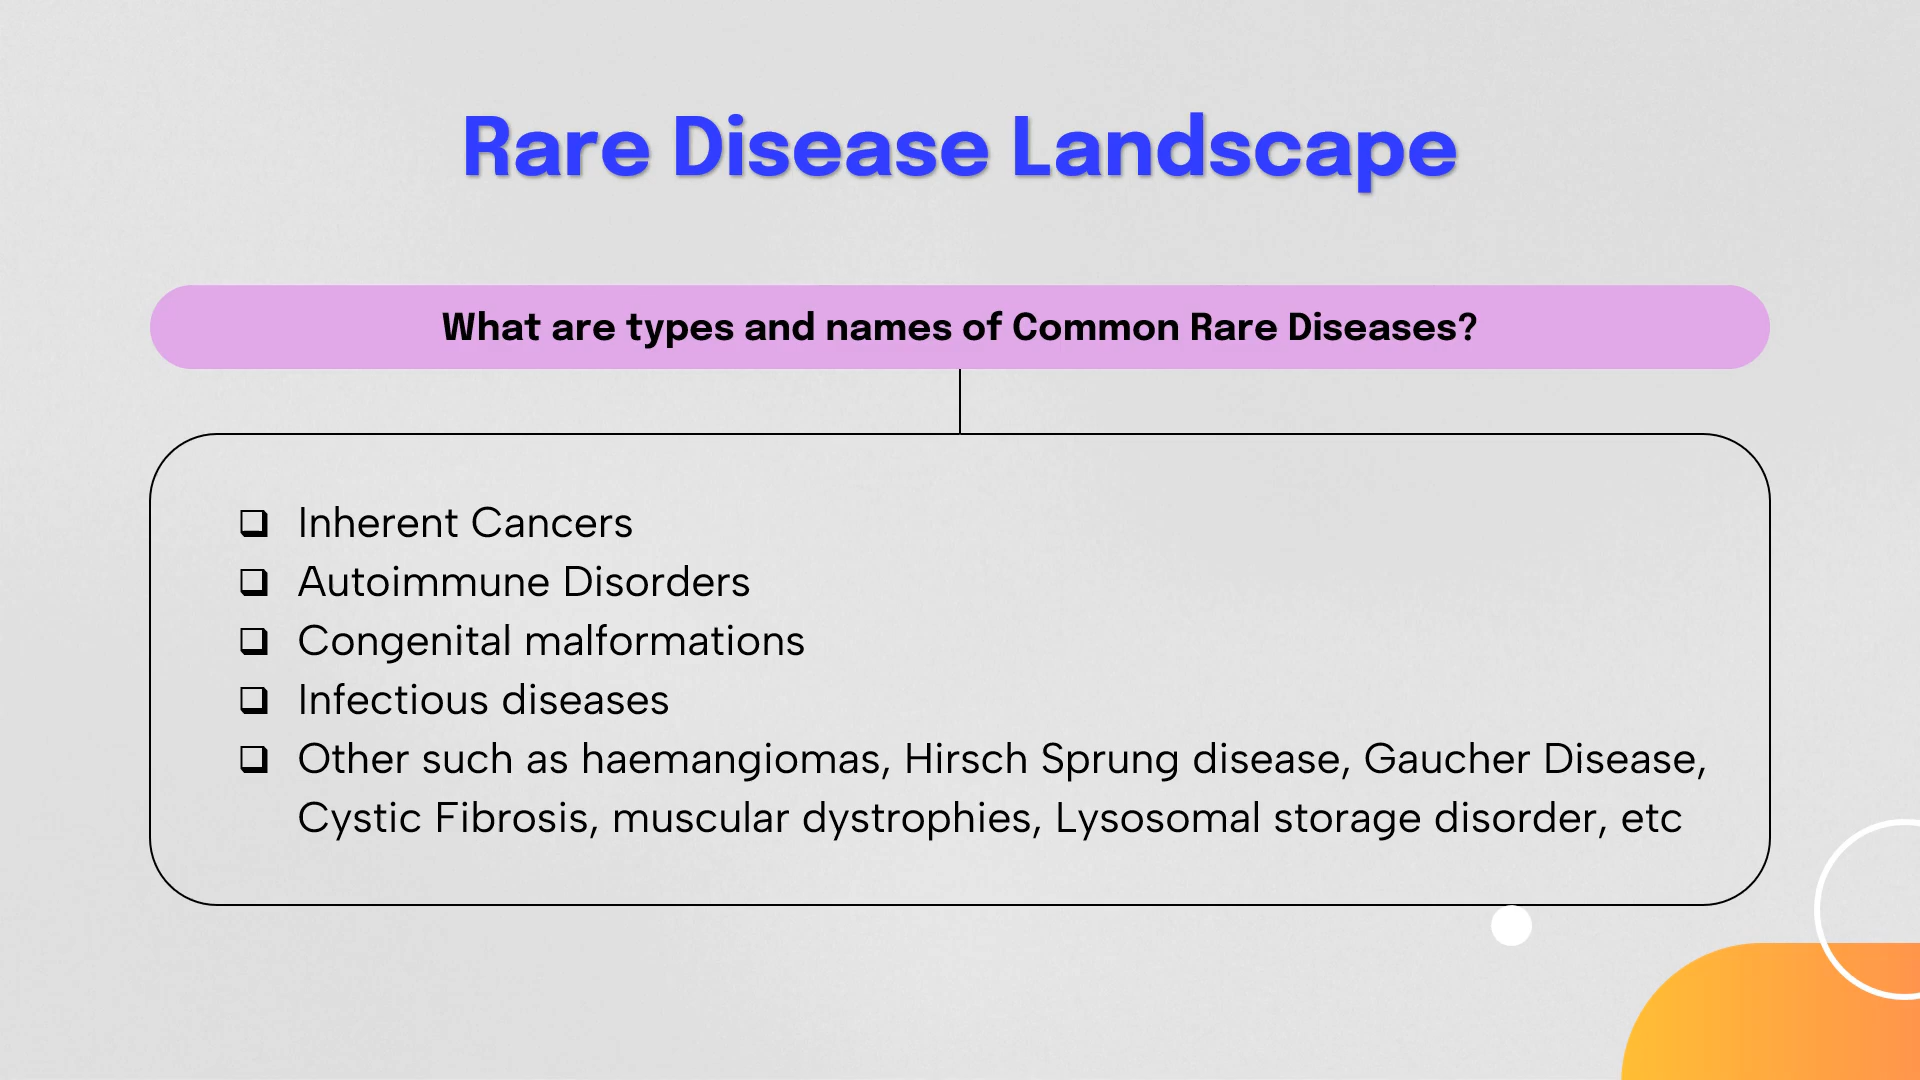 Rare Disease Landscape
What are types and names of Common Rare Diseases?
❑ Inherent Cancers
❑ Autoimmune Disorders
❑ Congenital malformations
❑ Infectious diseases
❑ Other such as haemangiomas, Hirsch Sprung disease, Gaucher Disease,
Cystic Fibrosis, muscular dystrophies, Lysosomal storage disorder, etc